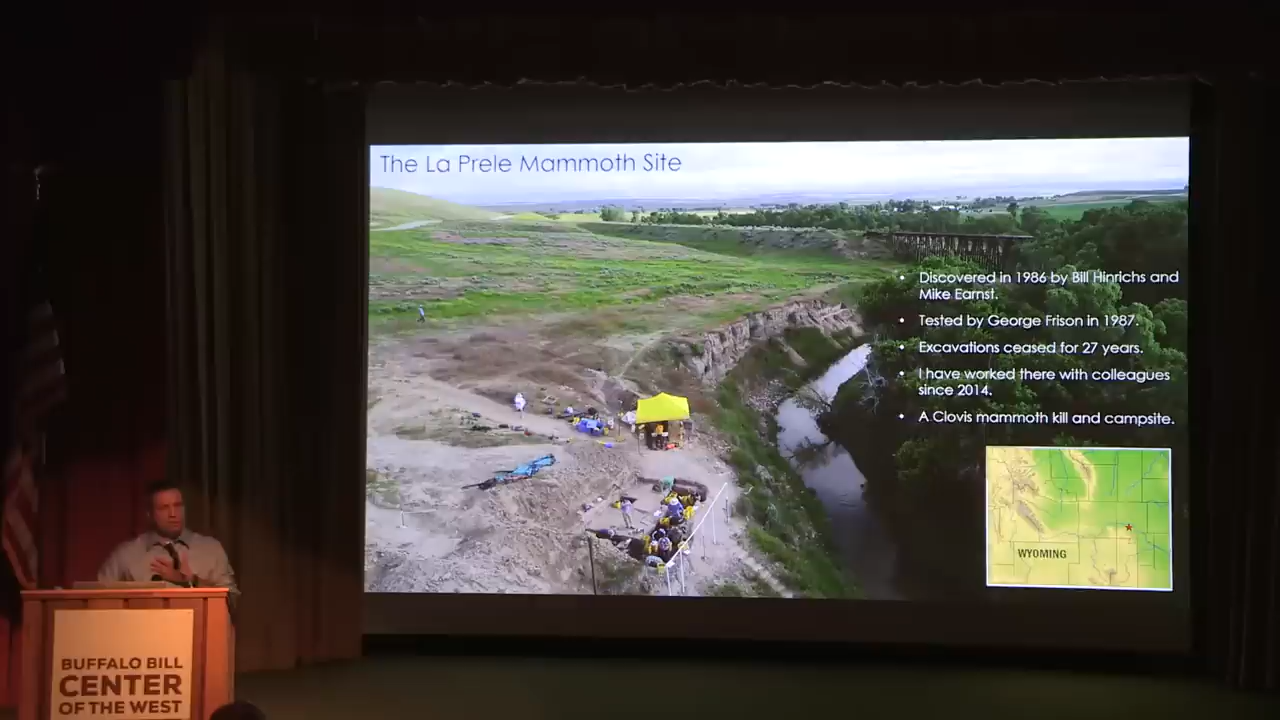 The La Prele Mammoth Site
• Discovered in 1986 by Bill Hinrichs and
Mike Earnst.
• Tested by George Frison in 1987.
• Excavations ceased for 27 years.
• I have worked there with colleagues
since 2014.
• A Clovis mammoth kill and campsite.
WYOMING
BUFFALO BILL
CENTER
OF THE WEST